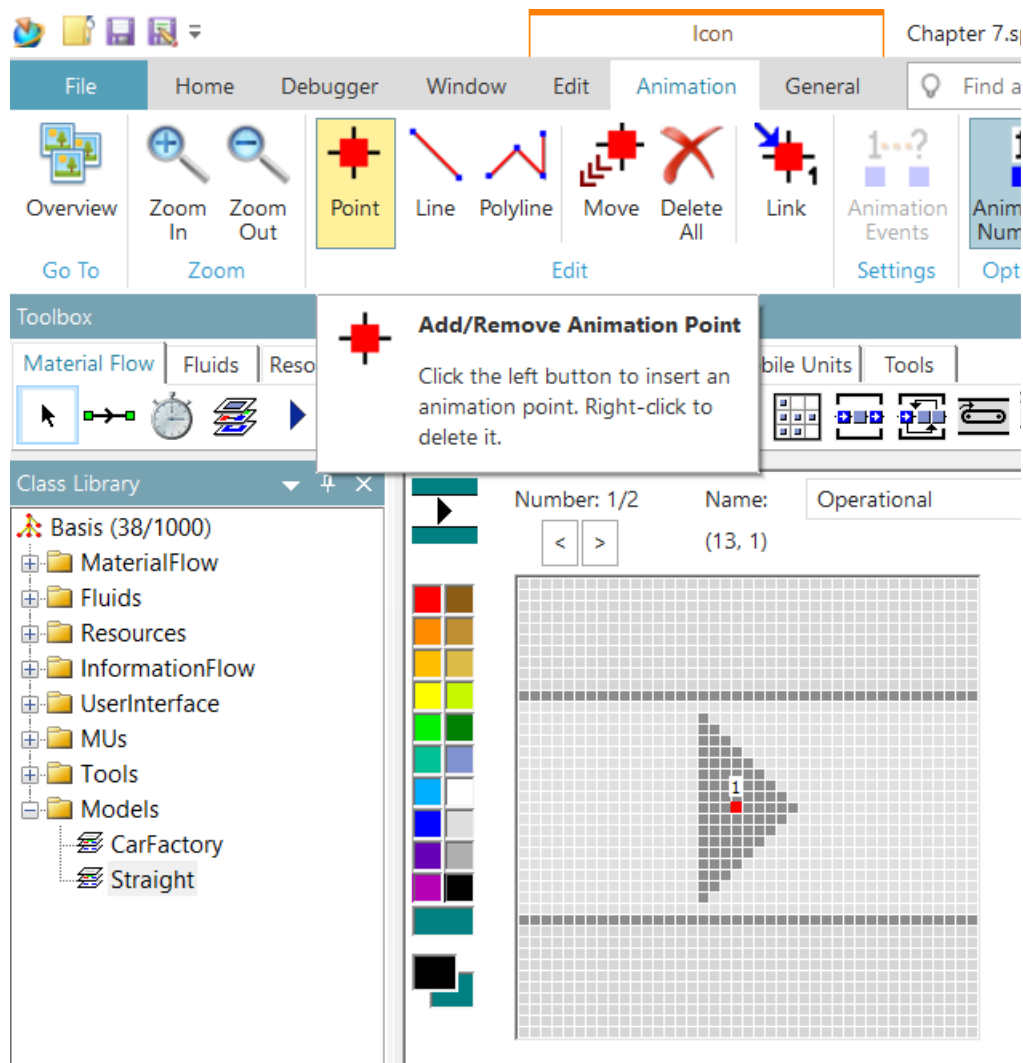 Icon
Chapter 7.sp
File Home Debugger Window Edit Animation General Find a
1...?
1
1
Overview Zoom In Zoom Out Point Line Polyline Move Delete All Link Animation Events Anim Num
Go To Zoom Edit Settings Opt
Toolbox
Add/Remove Animation Point
Material Flow Fluids Reso bile Units Tools
Click the left button to insert an
animation point. Right-click to
delete it.
Class Library
Number: 1/2 Name: Operational
< > (13, 1)
Basis (38/1000)
MaterialFlow
Fluids
Resources
InformationFlow
UserInterface
MUs
Tools
Models
CarFactory
Straight
1